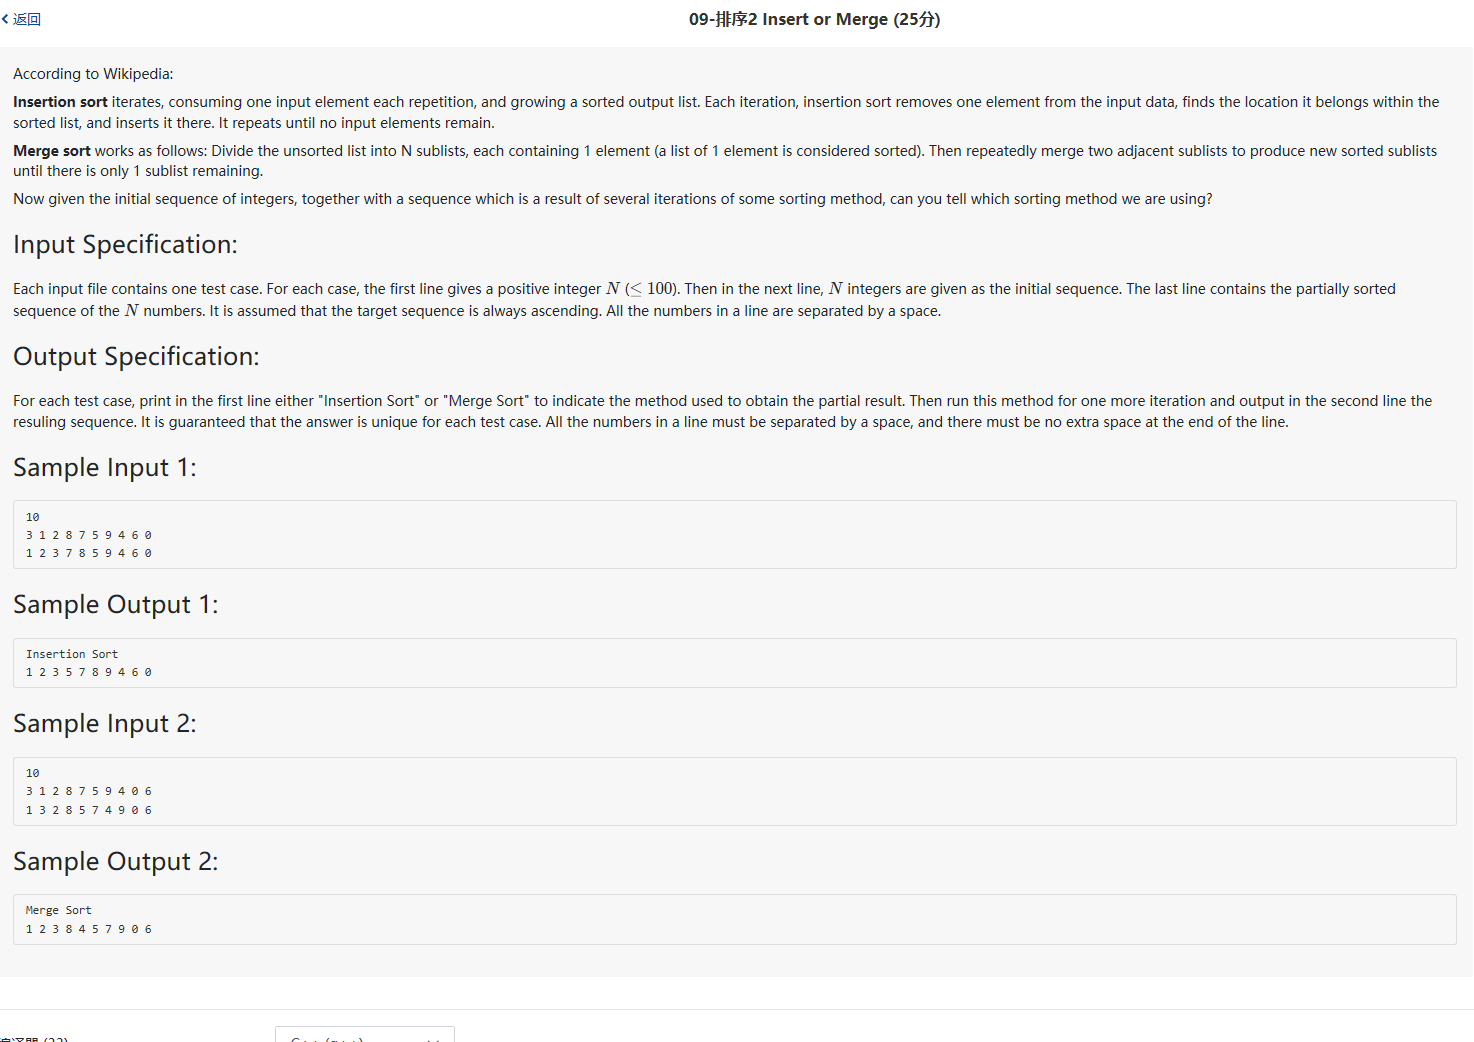 返回
09-排序2 Insert or Merge (25分)
According to Wikipedia:
Insertion sort iterates, consuming one input element each repetition, and growing a sorted output list. Each iteration, insertion sort removes one element from the input data, finds the location it belongs within the
sorted list, and inserts it there. It repeats until no input elements remain.
Merge sort works as follows: Divide the unsorted list into N sublists, each containing 1 element (a list of 1 element is considered sorted). Then repeatedly merge two adjacent sublists to produce new sorted sublists
until there is only 1 sublist remaining.
Now given the initial sequence of integers, together with a sequence which is a result of several iterations of some sorting method, can you tell which sorting method we are using?
Input Specification:
Each input file contains one test case. For each case, the first line gives a positive integer N (≤ 100). Then in the next line, N integers are given as the initial sequence. The last line contains the partially sorted
sequence of the N numbers. It is assumed that the target sequence is always ascending. All the numbers in a line are separated by a space.
Output Specification:
For each test case, print in the first line either "Insertion Sort" or "Merge Sort" to indicate the method used to obtain the partial result. Then run this method for one more iteration and output in the second line the
resuling sequence. It is guaranteed that the answer is unique for each test case. All the numbers in a line must be separated by a space, and there must be no extra space at the end of the line.
Sample Input 1:
10
3 1 2 8 7 5 9 4 6 0
1 2 3 7 8 5 9 4 6 0
Sample Output 1:
Insertion Sort
1 2 3 5 7 8 9 4 6 0
Sample Input 2:
10
3 1 2 8 7 5 9 4 0 6
1 3 2 8 5 7 4 9 0 6
Sample Output 2:
Merge Sort
1 2 3 8 4 5 7 9 0 6